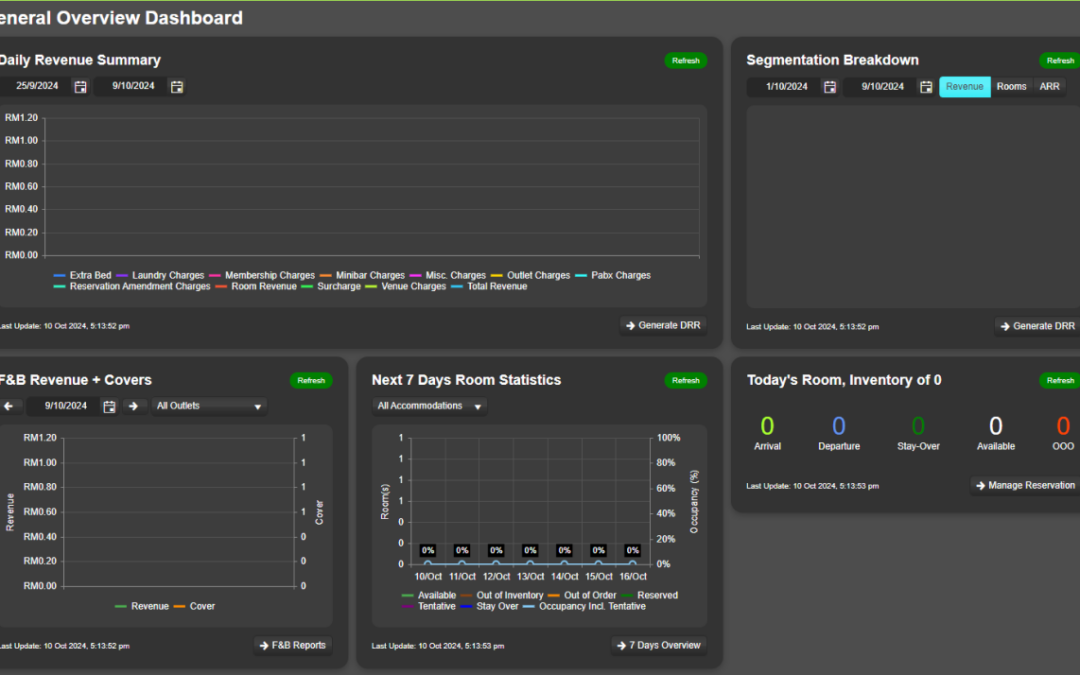 eneral Overview Dashboard
Daily Revenue Summary
Refresh
25/9/2024 9/10/2024
RM1.20
RM1.00
RM0.80
RM0.60
RM0.40
RM0.20
RM0.00
Extra Bed Laundry Charges Membership Charges Minibar Charges Misc. Charges Outlet Charges Pabx Charges
Reservation Amendment Charges Room Revenue Surcharge Venue Charges Total Revenue
Last Update: 10 Oct 2024, 5:13:52 pm
Generate DRR
Segmentation Breakdown
Refresh
1/10/2024 9/10/2024 Revenue Rooms ARR
Last Update: 10 Oct 2024, 5:13:52 pm
Generate DRR
F&B Revenue + Covers
Refresh
9/10/2024 All Outlets
RM1.20
RM1.00
RM0.80
RM0.60
RM0.40
RM0.20
RM0.00
Revenue
1
1
1
1
0
0
0
Cover
Revenue Cover
Last Update: 10 Oct 2024, 5:13:52 pm
F&B Reports
Next 7 Days Room Statistics
Refresh
All Accommodations
1
1
1
1
0
0
0
Room(s)
100%
80%
60%
40%
20%
0%
Occupancy (%)
0% 0% 0% 0% 0% 0% 0%
10/Oct 11/Oct 12/Oct 13/Oct 14/Oct 15/Oct 16/Oct
Available Out of Inventory Out of Order Reserved
Tentative Stay Over Occupancy Incl. Tentative
Last Update: 10 Oct 2024, 5:13:53 pm
7 Days Overview
Today's Room, Inventory of 0
Refresh
0 0 0 0 0
Arrival Departure Stay-Over Available OOO
Last Update: 10 Oct 2024, 5:13:53 pm
Manage Reservation